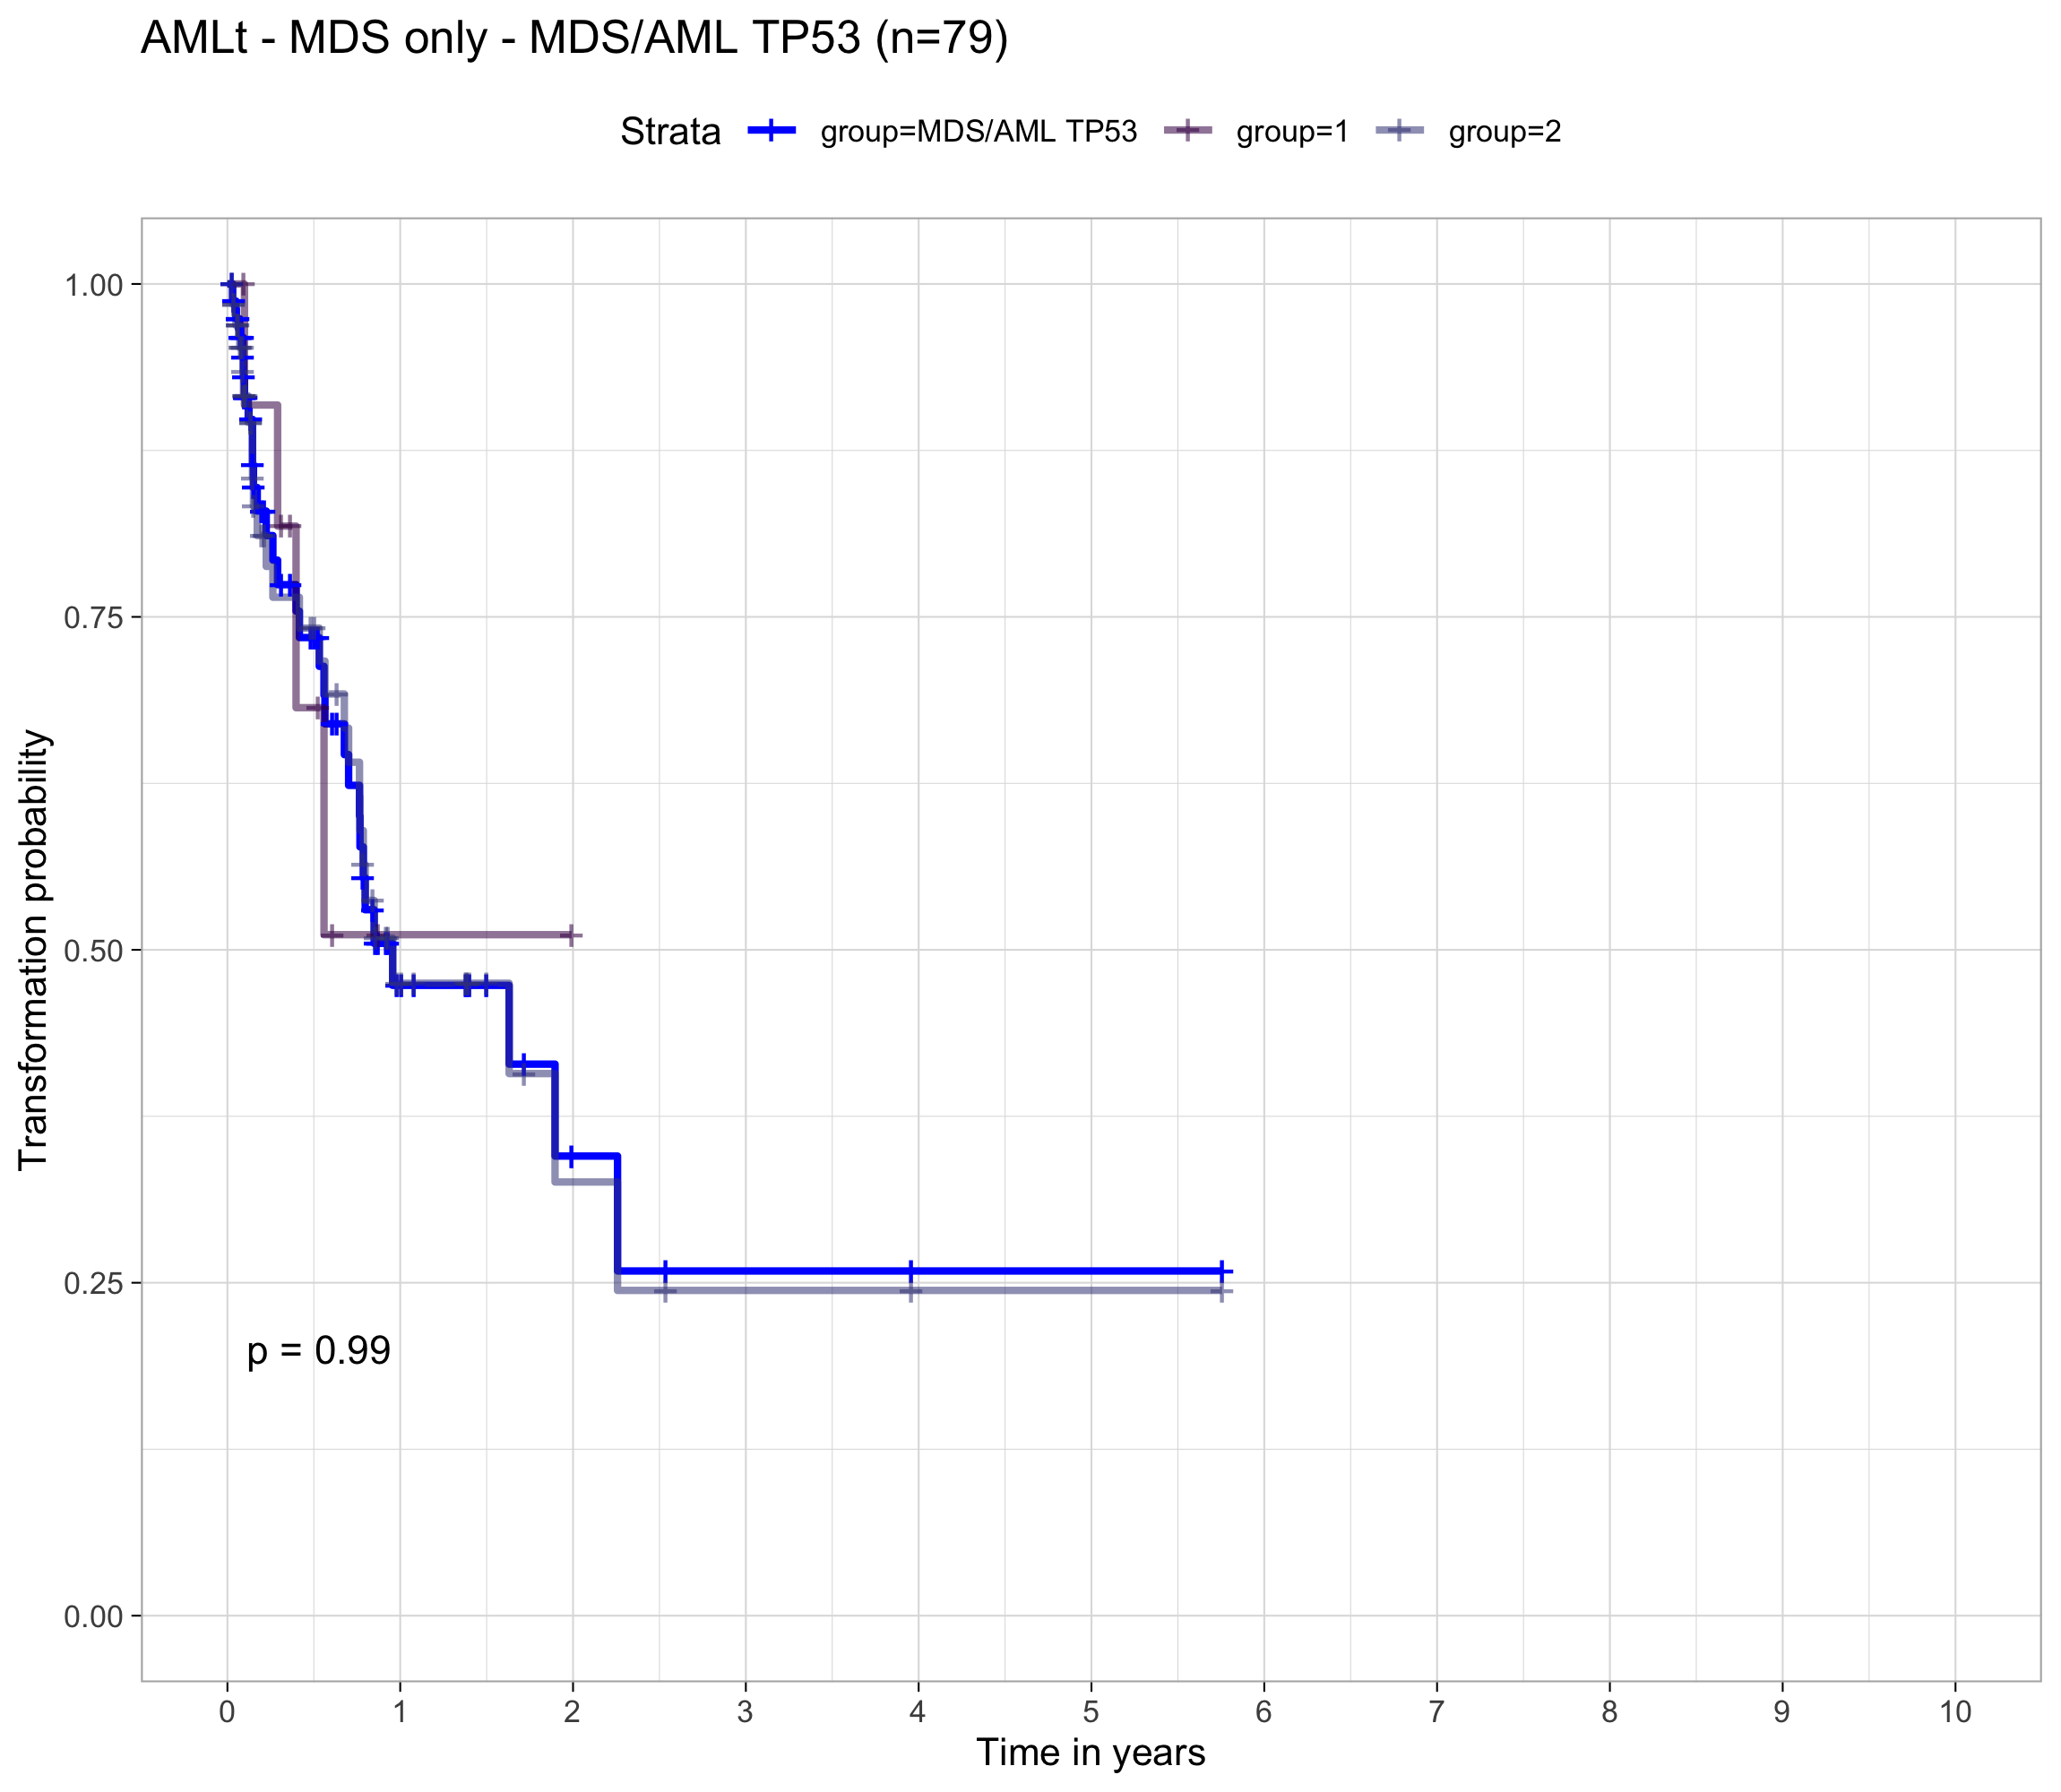 AMLt - MDS only - MDS/AML TP53 (n=79)
Strata group=MDS/AML TP53 group=1 group=2
Transformation probability
1.00
0.75
0.50
0.25
0.00
p = 0.99
0 1 2 3 4 5 6 7 8 9 10
Time in years